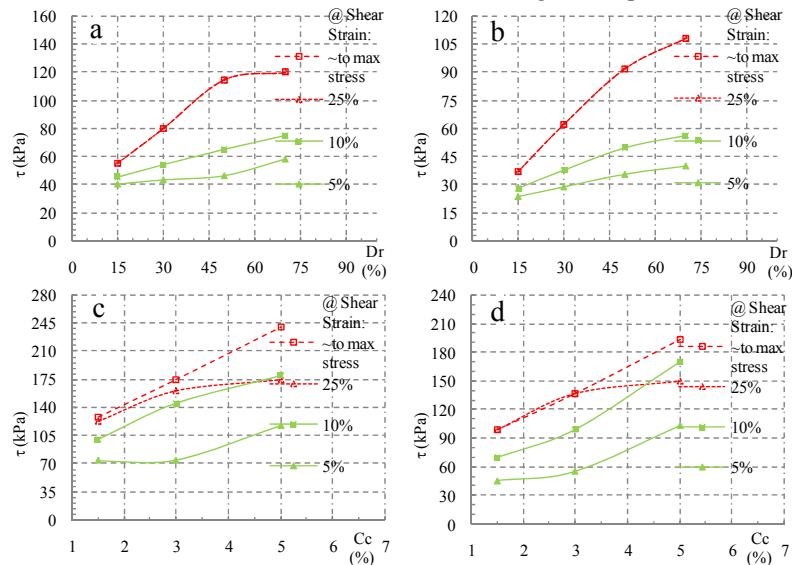 a
160
140
120
100
80
60
40
20
0
τ (kPa)
@ Shear
Strain:
~to max
stress
25%
10%
5%
0 15 30 45 60 75 90
Dr
(%)
b
120
105
90
75
60
45
30
15
0
τ (kPa)
@ Shear
Strain:
~to max
stress
25%
10%
5%
0 15 30 45 60 75 90
Dr
(%)
c
280
245
210
175
140
105
70
35
0
τ (kPa)
@ Shear
Strain:
~to max
stress
25%
10%
5%
1 2 3 4 5 6 7
Cc
(%)
d
240
210
180
150
120
90
60
30
0
τ (kPa)
@ Shear
Strain:
~to max
stress
25%
10%
5%
1 2 3 4 5 6 7
Cc
(%)